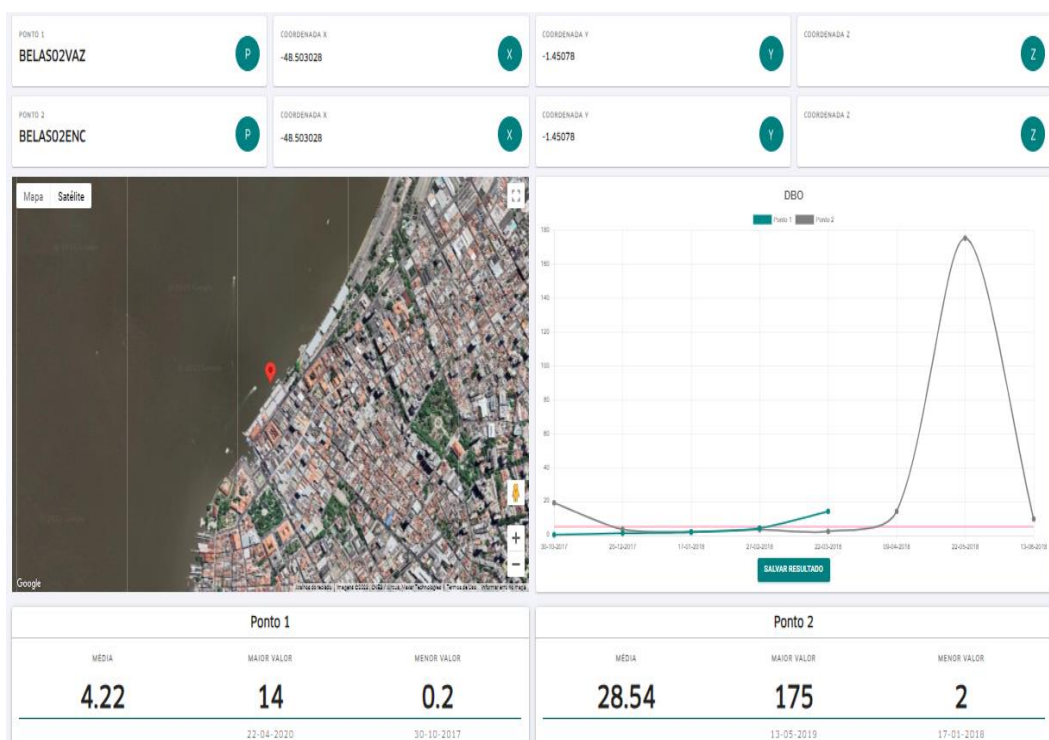 PONTO 1
BELAS02VAZ
P
COORDENADA X
-48.503028
X
COORDENADA Y
-1.45078
Y
COORDENADA Z
Z
PONTO 2
BELAS02ENC
P
COORDENADA X
-48.503028
X
COORDENADA Y
-1.45078
Y
COORDENADA Z
Z
Mapa Satélite
Google
DBO
Ponto 1 Ponto 2
180
160
140
120
100
80
60
40
20
0
30-10-2017 20-12-2017 17-01-2018 27-02-2018 22-03-2018 09-04-2018 22-05-2018 13-06-2018
SALVAR RESULTADO
Ponto 1
MÉDIA MAIOR VALOR MENOR VALOR
4.22 14 0.2
22-04-2020 30-10-2017
Ponto 2
MÉDIA MAIOR VALOR MENOR VALOR
28.54 175 2
13-05-2019 17-01-2018